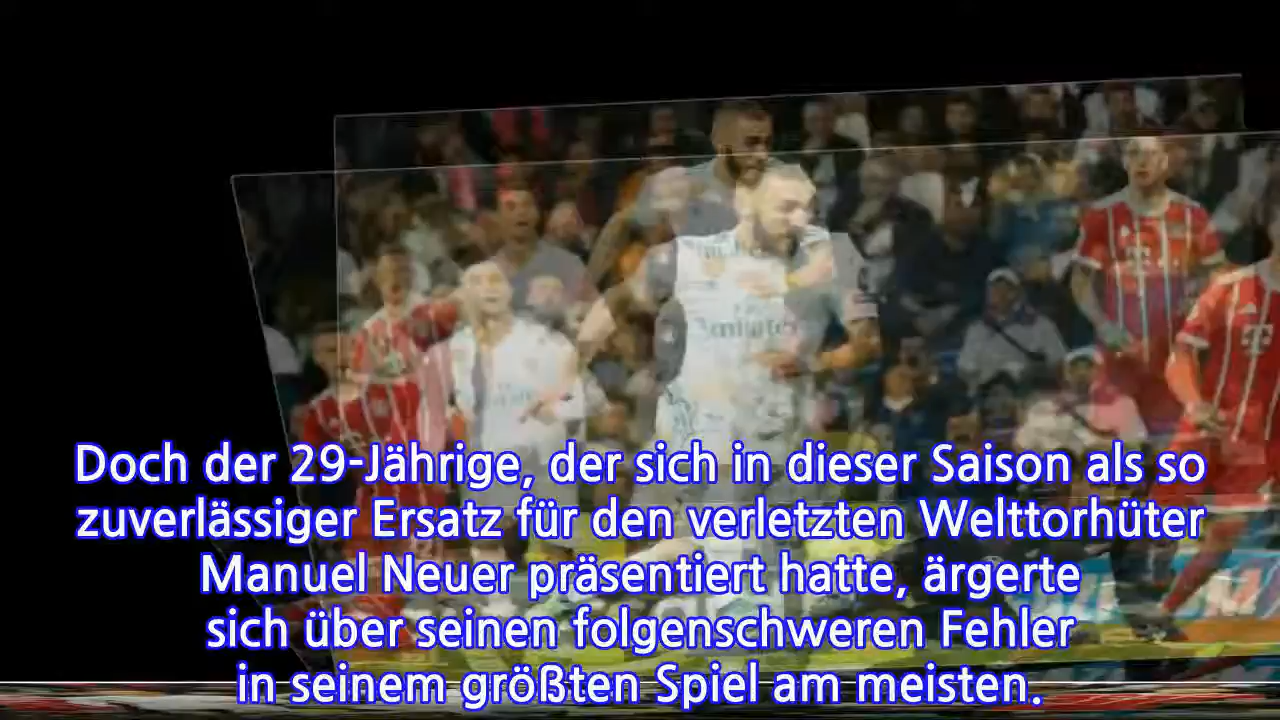 Emirates
Doch der 29-Jährige, der sich in dieser Saison als so
zuverlässiger Ersatz für den verletzten Welttorhüter
Manuel Neuer präsentiert hatte, ärgerte
sich über seinen folgenschweren Fehler
in seinem größten Spiel am meisten.